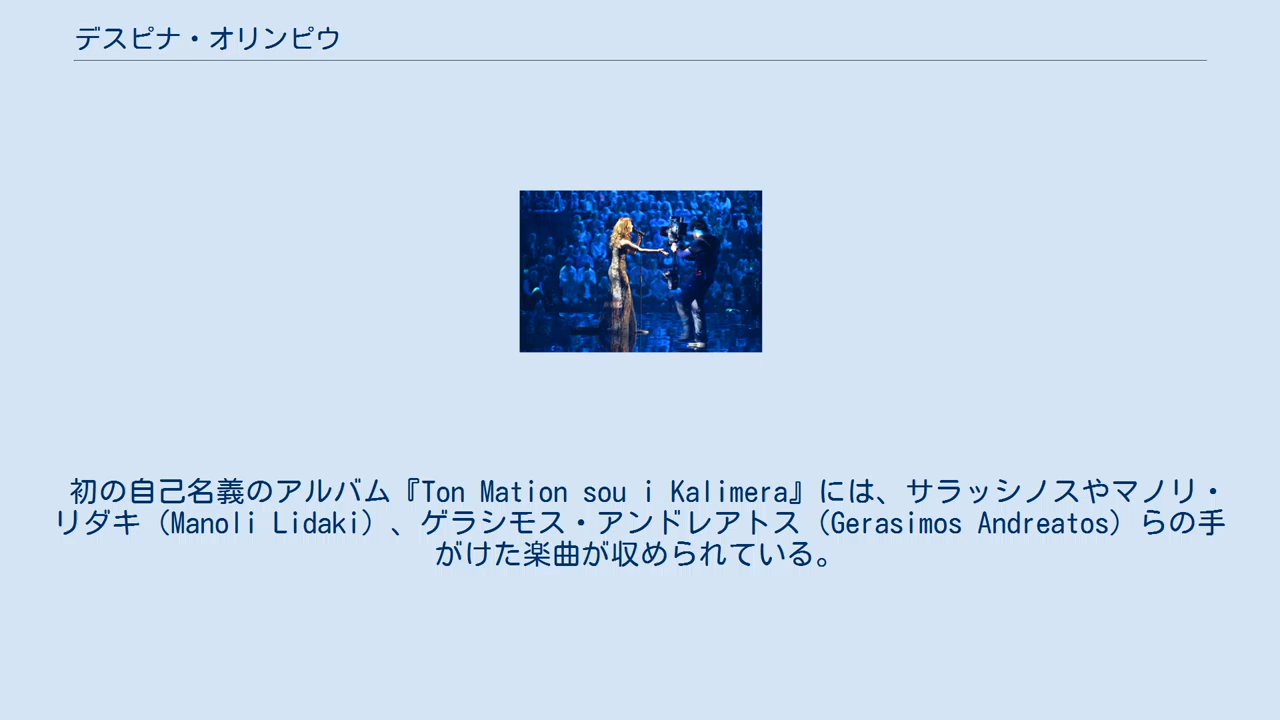 デスピナ・オリンピウ
初の自己名義のアルバム『Ton Mation sou i Kalimera』には、サラッシノスやマノリ・
リダキ（Manoli Lidaki）、ゲラシモス・アンドレアトス（Gerasimos Andreatos）らの手
がけた楽曲が収められている。